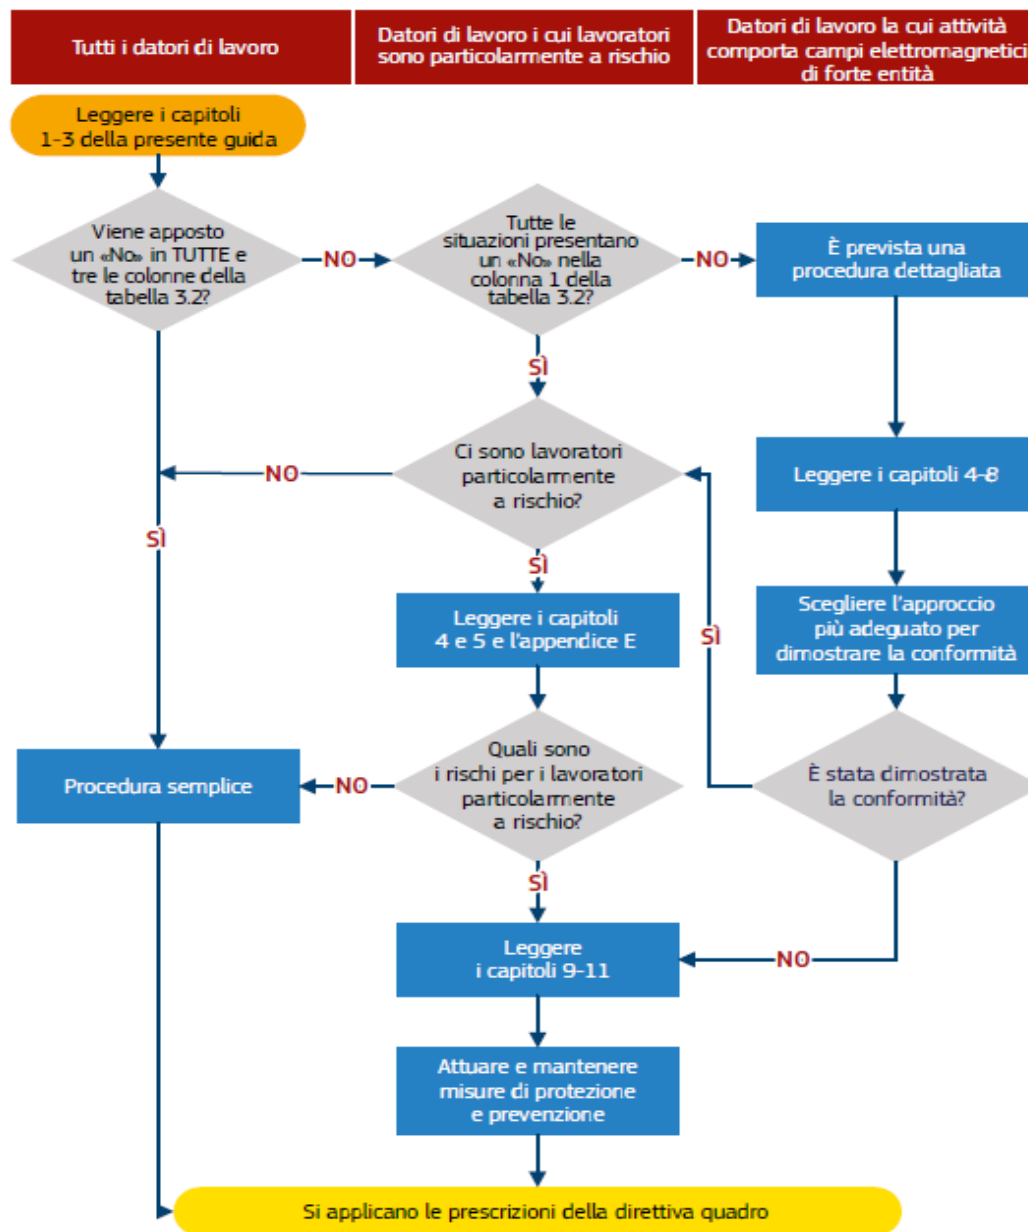 Tutti i datori di lavoro
Datori di lavoro i cui lavoratori
sono particolarmente a rischio
Datori di lavoro la cui attività
comporta campi elettromagnetici
di forte entità
Leggere i capitoli
1-3 della presente guida
Viene apposto
un «No» in TUTTE e
tre le colonne della
tabella 3.2?
NO
Tutte le
situazioni presentano
un «No» nella
colonna 1 della
tabella 3.2?
NO
È prevista una
procedura dettagliata
SÌ
Ci sono lavoratori
particolarmente
a rischio?
NO
Leggere i capitoli 4-8
SÌ
SÌ
Leggere i capitoli
4 e 5 e l'appendice E
Scegliere l'approccio
più adeguato per
dimostrare la conformità
SÌ
Quali sono
i rischi per i lavoratori
particolarmente
a rischio?
NO
Procedura semplice
È stata dimostrata
la conformità?
SÌ
Leggere
i capitoli 9-11
NO
Attuare e mantenere
misure di protezione
e prevenzione
Si applicano le prescrizioni della direttiva quadro